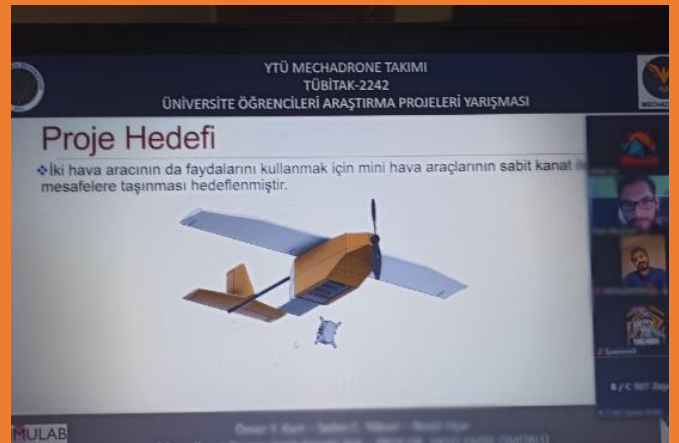 YTÜ MECHADRONE TAKIMI
TÜBİTAK-2242
ÜNİVERSİTE ÖĞRENCİLERİ ARAŞTIRMA PROJELERİ YARIŞMASI
Proje Hedefi
❖İki hava aracının da faydalarını kullanmak için mini hava araçlarının sabit kanat
mesafelere taşınması hedeflenmiştir.
MULAB